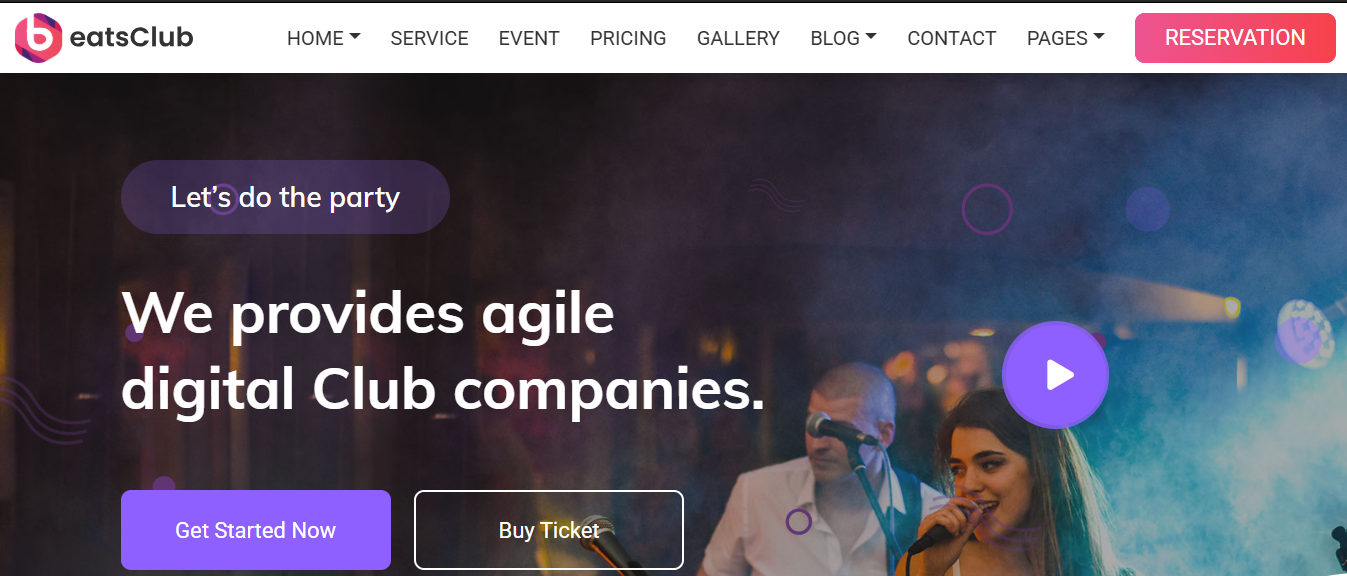 beatsClub
HOME
SERVICE
EVENT
PRICING
GALLERY
BLOG
CONTACT
PAGES
RESERVATION
Let's do the party
We provides agile
digital Club companies.
Get Started Now
Buy Ticket